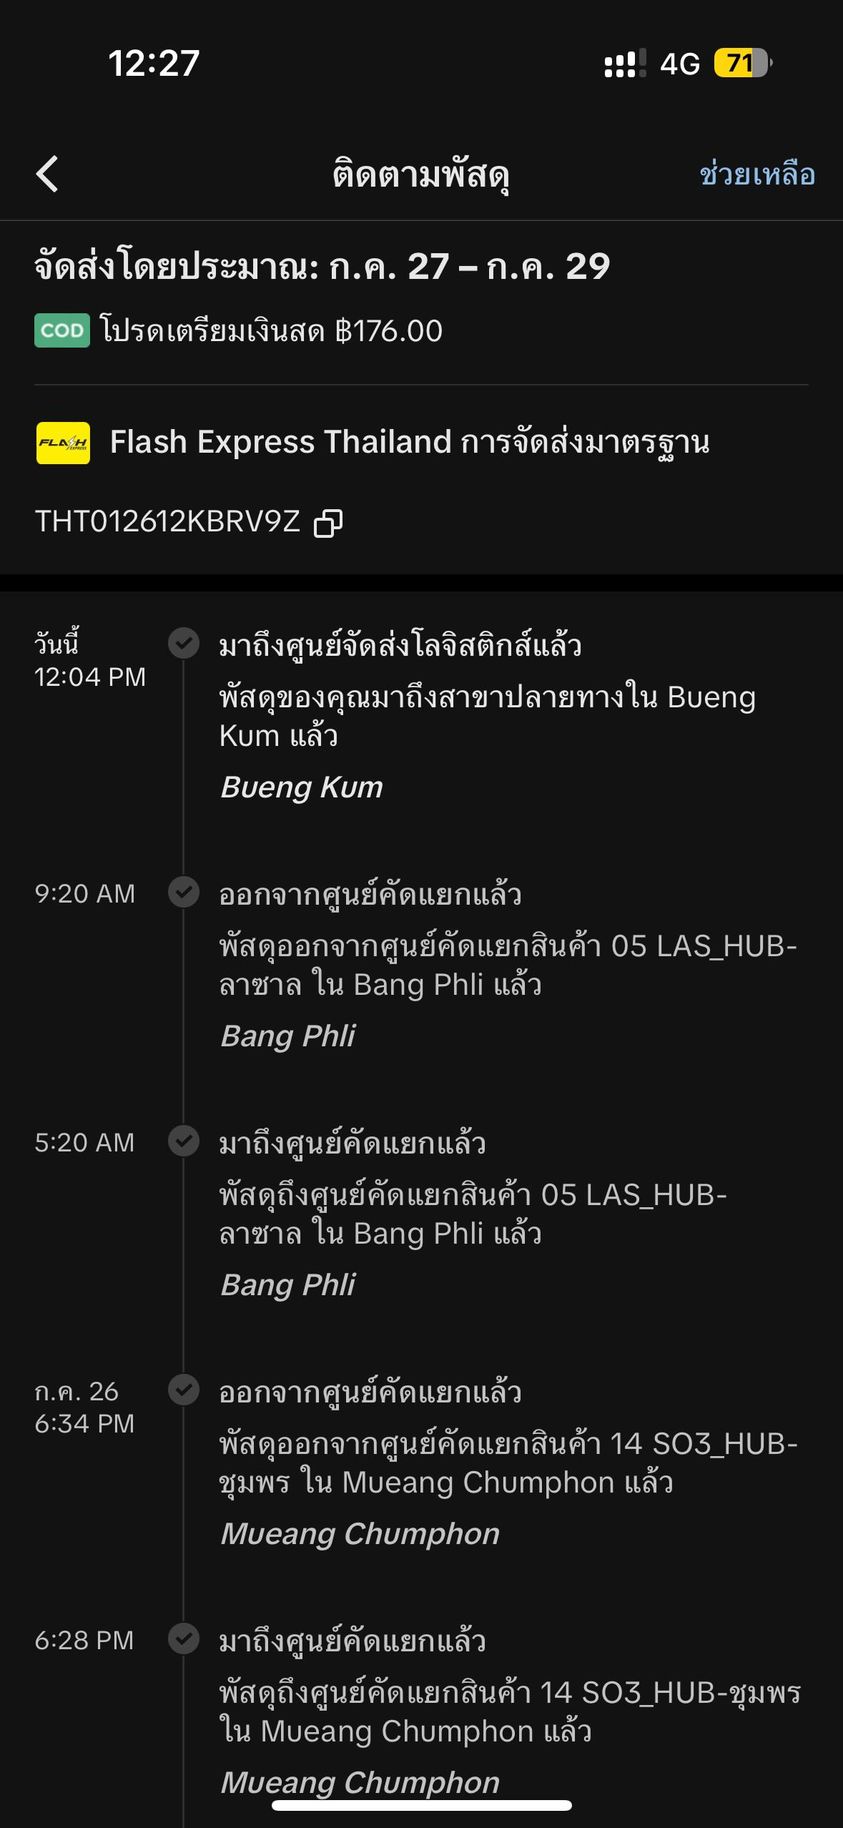 12:27
4G
71
ติดตามพัสดุ
ช่วยเหลือ
จัดส่งโดยประมาณ: ก.ค. 27 – ก.ค. 29
COD โปรดเตรียมเงินสด ฿176.00
FLASH EXPRESS
Flash Express Thailand การจัดส่งมาตรฐาน
THT012612KBRV9Z
วันนี้
12:04 PM
มาถึงศูนย์จัดส่งโลจิสติกส์แล้ว
พัสดุของคุณมาถึงสาขาปลายทางใน Bueng
Kum แล้ว
Bueng Kum
9:20 AM
ออกจากศูนย์คัดแยกแล้ว
พัสดุออกจากศูนย์คัดแยกสินค้า 05 LAS_HUB-
ลาซาล ใน Bang Phli แล้ว
Bang Phli
5:20 AM
มาถึงศูนย์คัดแยกแล้ว
พัสดุถึงศูนย์คัดแยกสินค้า 05 LAS_HUB-
ลาซาล ใน Bang Phli แล้ว
Bang Phli
ก.ค. 26
6:34 PM
ออกจากศูนย์คัดแยกแล้ว
พัสดุออกจากศูนย์คัดแยกสินค้า 14 SO3_HUB-
ชุมพร ใน Mueang Chumphon แล้ว
Mueang Chumphon
6:28 PM
มาถึงศูนย์คัดแยกแล้ว
พัสดุถึงศูนย์คัดแยกสินค้า 14 SO3_HUB-ชุมพร
ใน Mueang Chumphon แล้ว
Mueang Chumphon